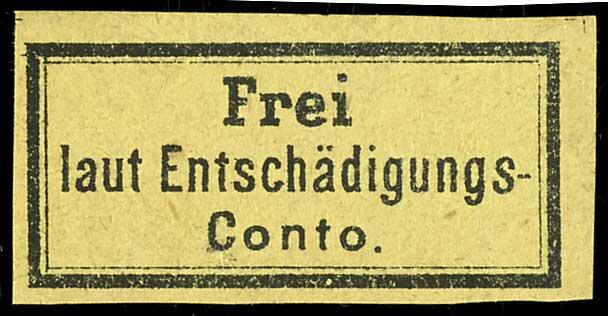 Frei
laut Entschädigungs-
Conto.